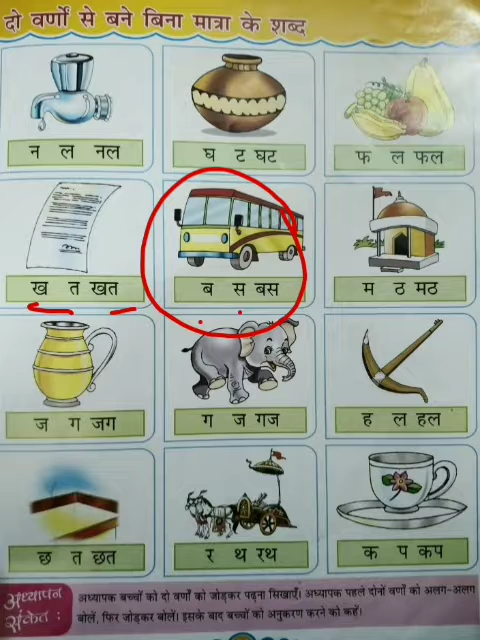 दो वर्णों से बने बिना मात्रा के शब्द
न ल नल
घ ट घट
फ ल फल
ख त खत
ब स बस
म ठ मठ
ज ग जग
ग ज गज
ह ल हल
छ त छत
र थ रथ
क प कप
अध्यापन
संकेत :
अध्यापक बच्चों को दो वर्णों को जोड़कर पढ़ना सिखाएँ। अध्यापक पहले दोनों वर्णों को अलग-अलग
बोलें, फिर जोड़कर बोलें। इसके बाद बच्चों को अनुकरण करने को कहें।